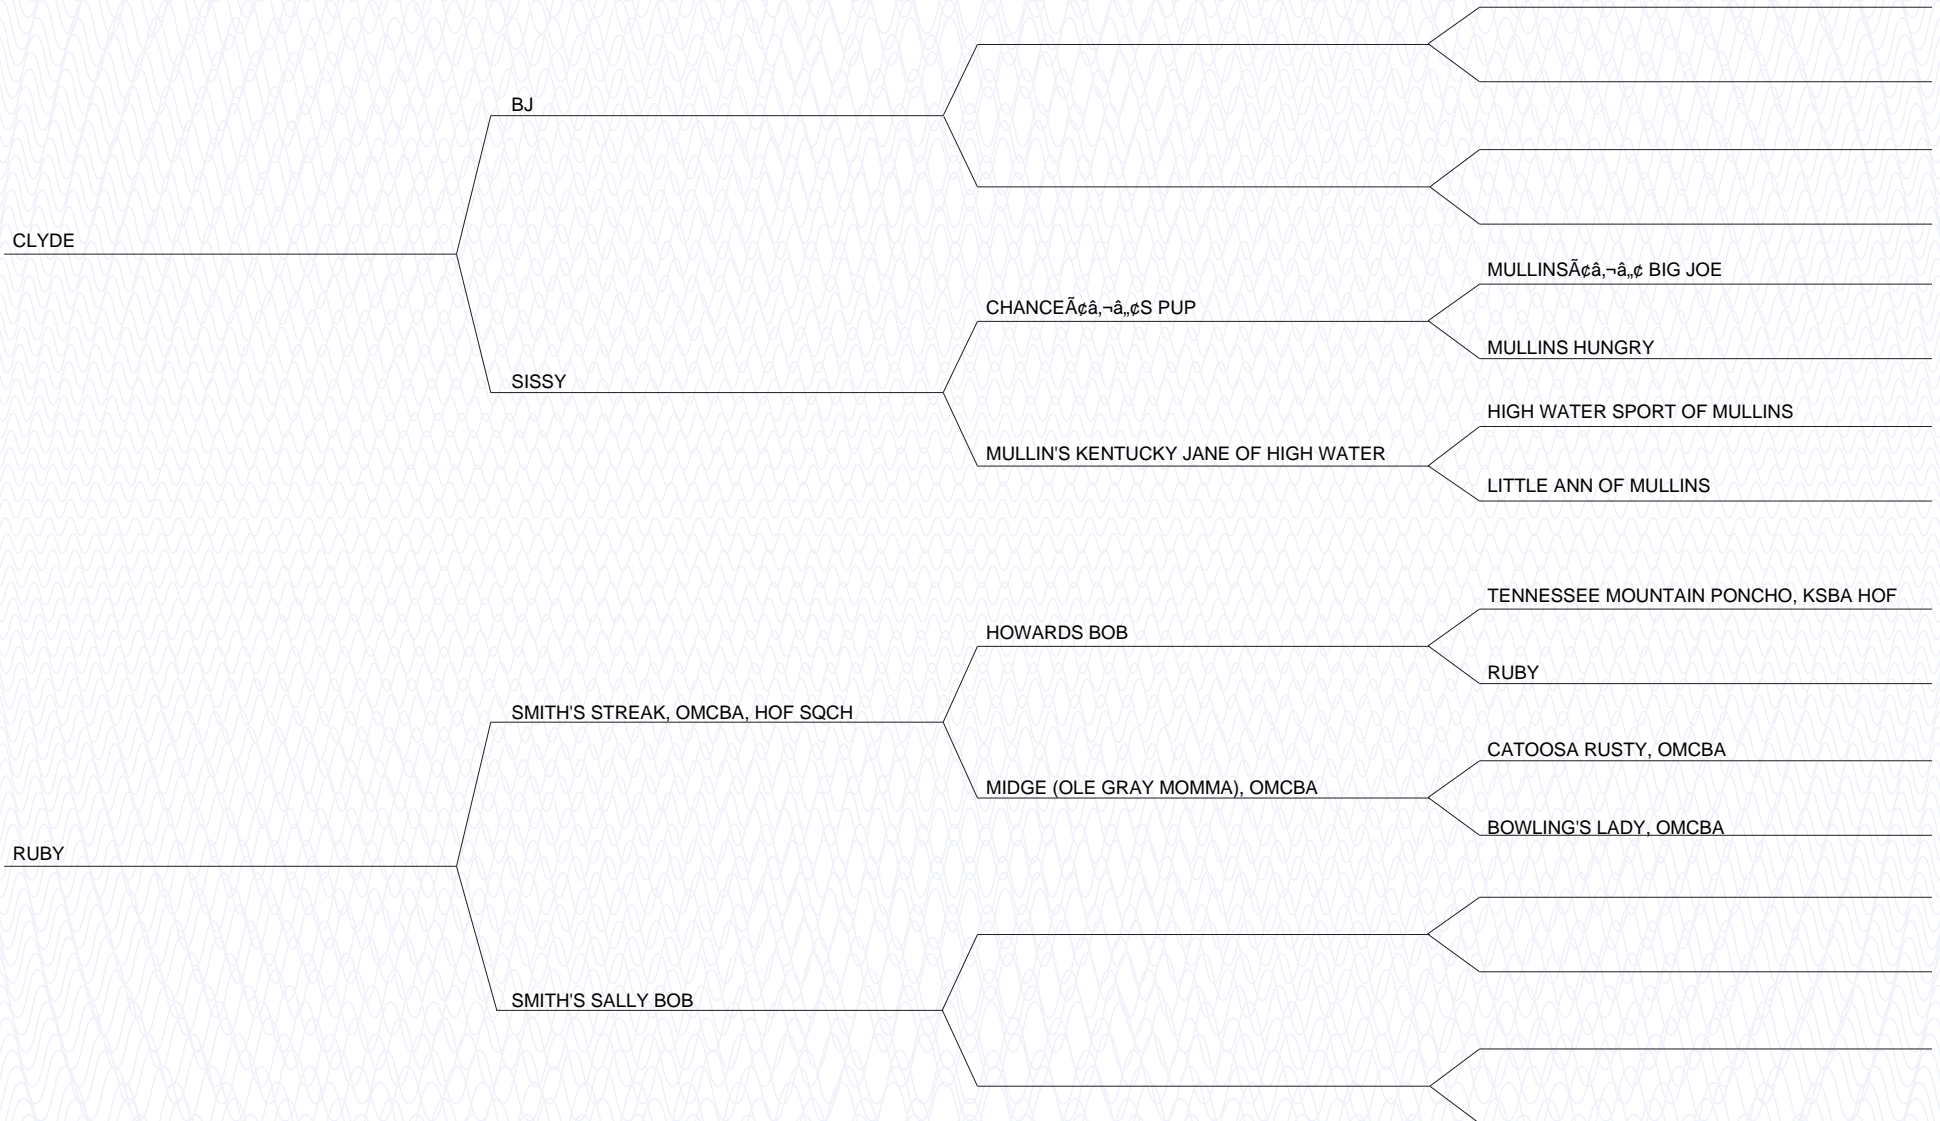 BJ
CLYDE
MULLINSÃ¢â‚¬â„¢ BIG JOE
CHANCEÃ¢â‚¬â„¢S PUP
MULLINS HUNGRY
SISSY
HIGH WATER SPORT OF MULLINS
MULLIN'S KENTUCKY JANE OF HIGH WATER
LITTLE ANN OF MULLINS
TENNESSEE MOUNTAIN PONCHO, KSBA HOF
HOWARDS BOB
RUBY
SMITH'S STREAK, OMCBA, HOF SQCH
CATOOSA RUSTY, OMCBA
MIDGE (OLE GRAY MOMMA), OMCBA
BOWLING'S LADY, OMCBA
RUBY
SMITH'S SALLY BOB